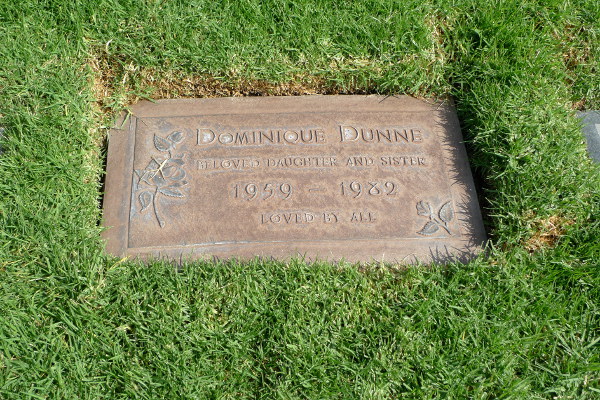 DOMINIQUE DUNNE
BELOVED DAUGHTER AND SISTER
1959 – 1982
LOVED BY ALL